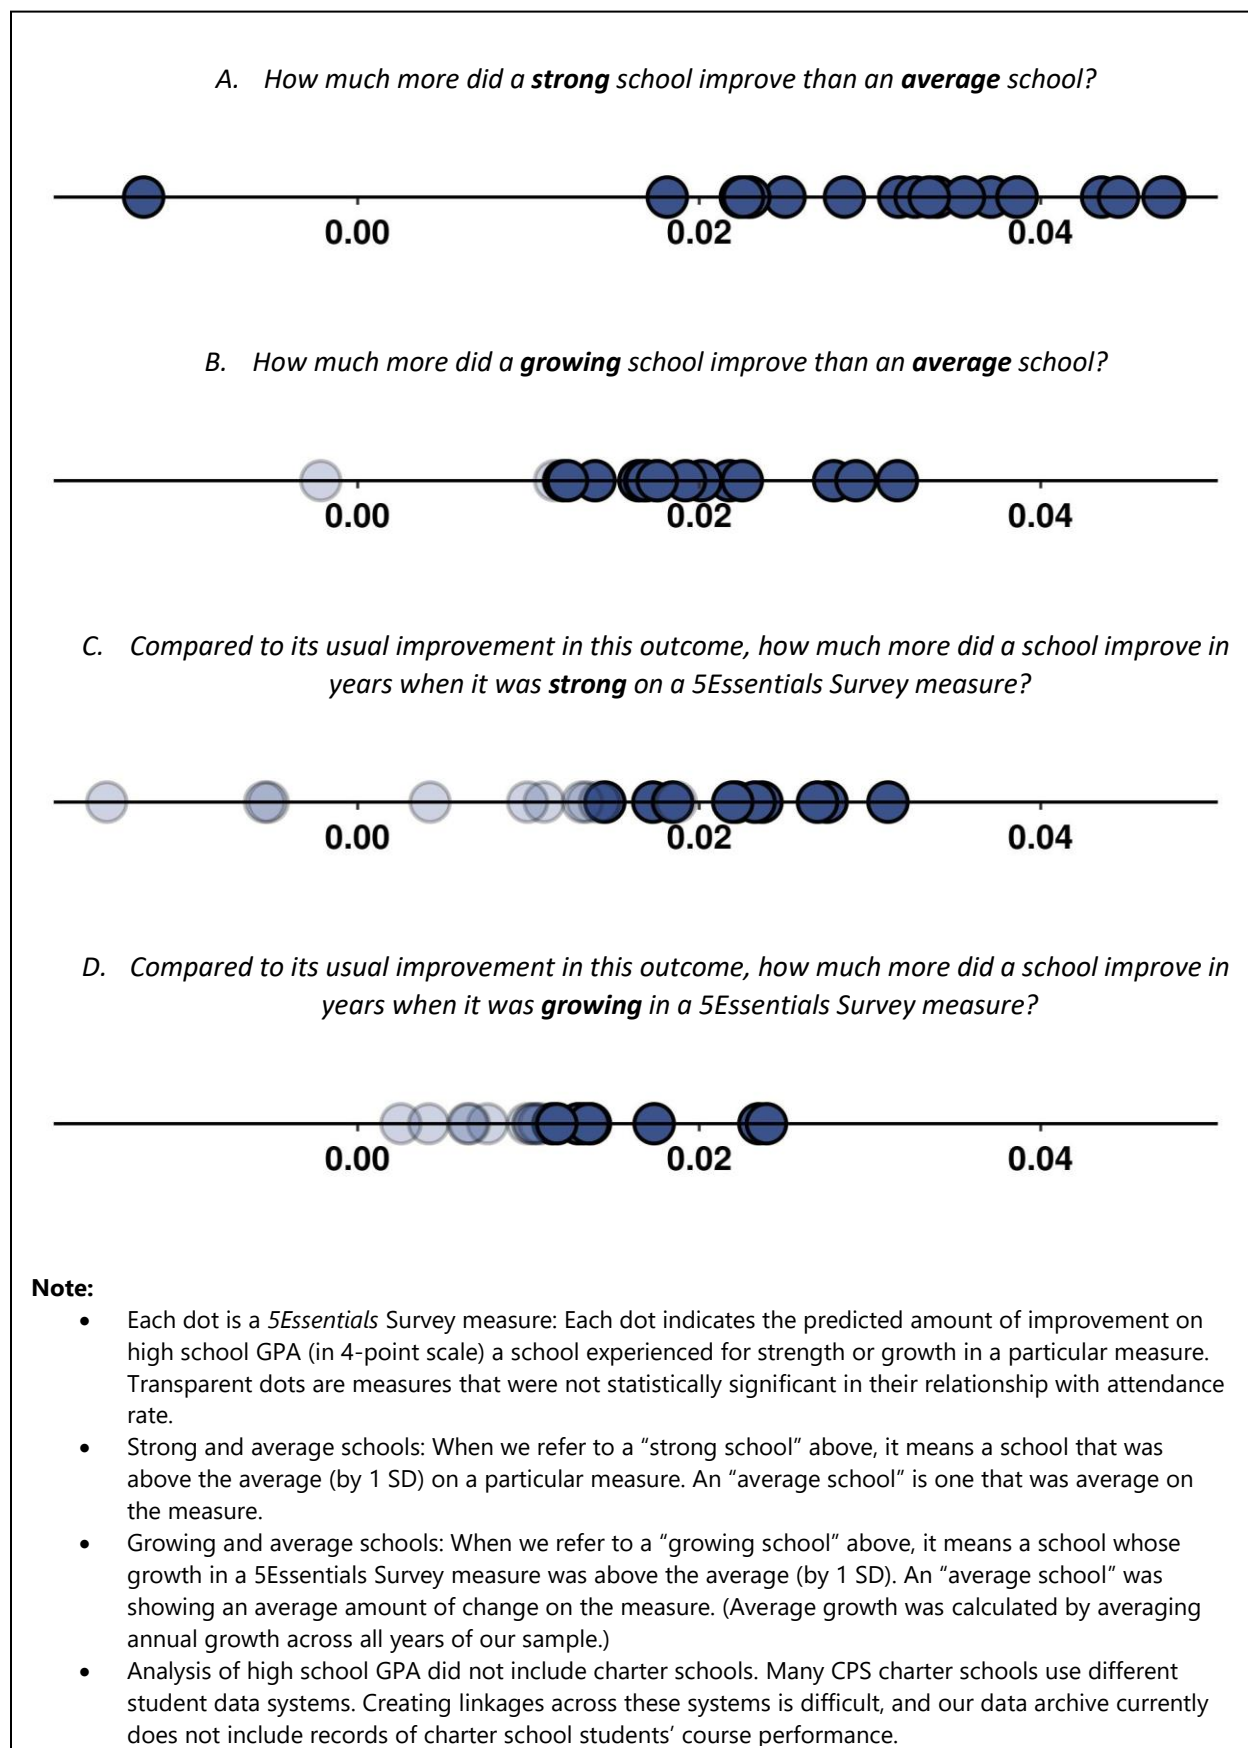 A. How much more did a strong school improve than an average school?
0.00 0.02 0.04
B. How much more did a growing school improve than an average school?
0.00 0.02 0.04
C. Compared to its usual improvement in this outcome, how much more did a school improve in
years when it was strong on a 5Essentials Survey measure?
0.00 0.02 0.04
D. Compared to its usual improvement in this outcome, how much more did a school improve in
years when it was growing in a 5Essentials Survey measure?
0.00 0.02 0.04
Note:
• Each dot is a 5Essentials Survey measure: Each dot indicates the predicted amount of improvement on
high school GPA (in 4-point scale) a school experienced for strength or growth in a particular measure.
Transparent dots are measures that were not statistically significant in their relationship with attendance
rate.
• Strong and average schools: When we refer to a “strong school” above, it means a school that was
above the average (by 1 SD) on a particular measure. An “average school” is one that was average on
the measure.
• Growing and average schools: When we refer to a “growing school” above, it means a school whose
growth in a 5Essentials Survey measure was above the average (by 1 SD). An “average school” was
showing an average amount of change on the measure. (Average growth was calculated by averaging
annual growth across all years of our sample.)
• Analysis of high school GPA did not include charter schools. Many CPS charter schools use different
student data systems. Creating linkages across these systems is difficult, and our data archive currently
does not include records of charter school students’ course performance.